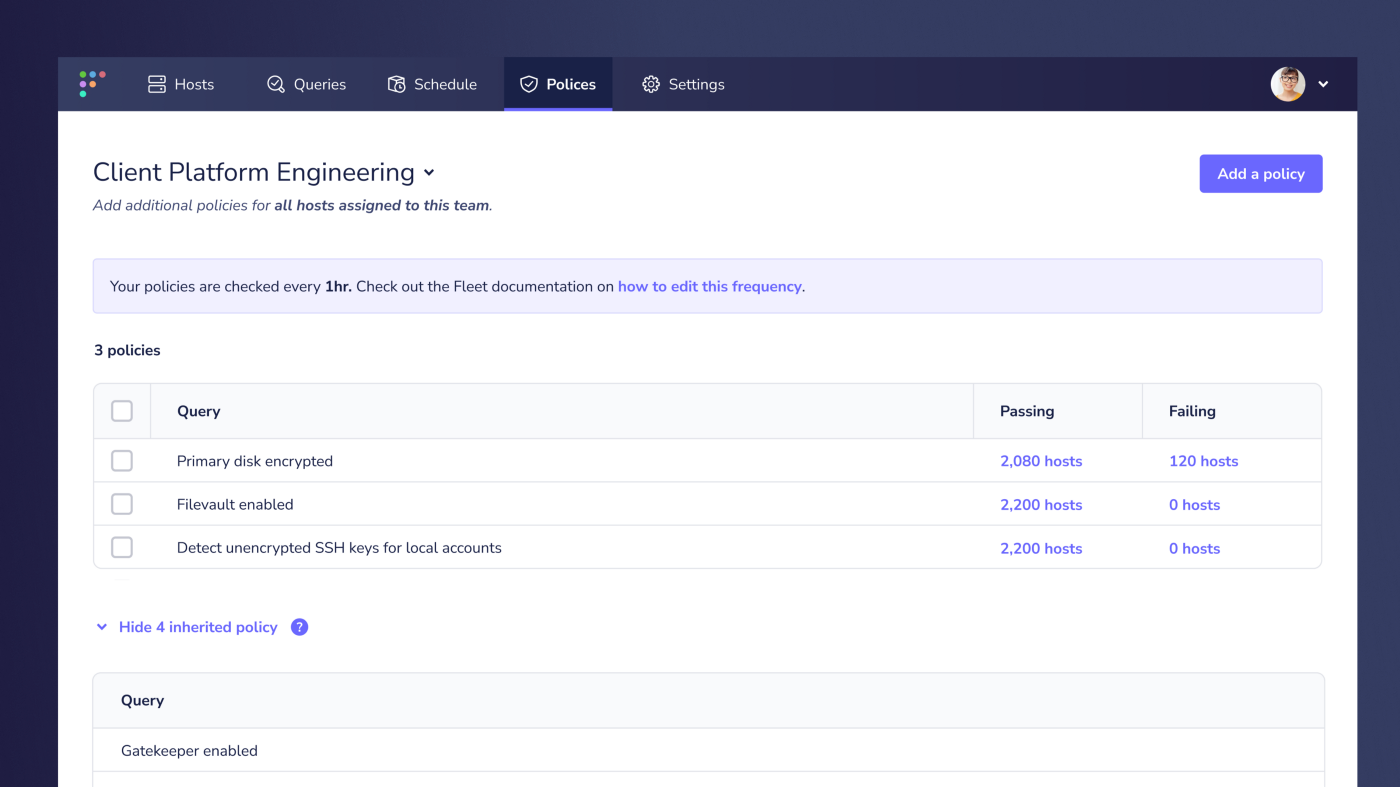 Hosts Queries Schedule Polices Settings
Client Platform Engineering
Add a policy
Add additional policies for all hosts assigned to this team.
Your policies are checked every 1hr. Check out the Fleet documentation on how to edit this frequency.
3 policies
Query Passing Failing
Primary disk encrypted 2,080 hosts 120 hosts
Filevault enabled 2,200 hosts 0 hosts
Detect unencrypted SSH keys for local accounts 2,200 hosts 0 hosts
Hide 4 inherited policy ?
Query
Gatekeeper enabled